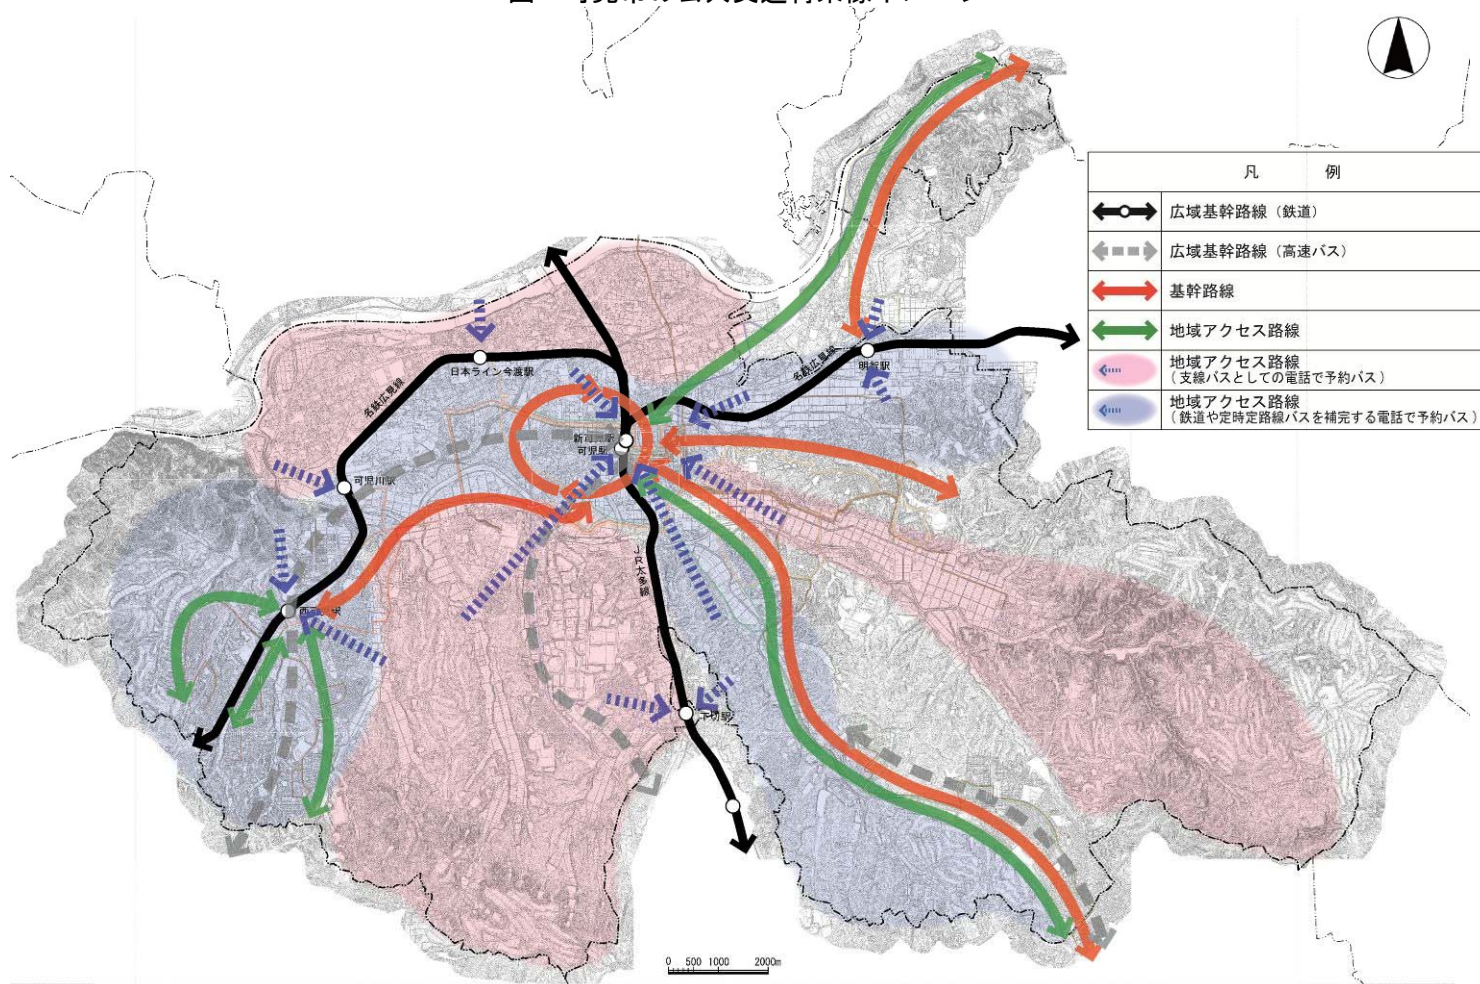 凡 例
広域基幹路線（鉄道）
広域基幹路線（高速バス）
基幹路線
地域アクセス路線
地域アクセス路線
（支線バスとしての電話で予約バス）
地域アクセス路線
（鉄道や定時定路線バスを補完する電話で予約バス）
名鉄広見線
明智駅
日本ライン今渡駅
名鉄広見線
可児駅
可児川駅
JR太多線
下切駅
0 500 1000 2000m